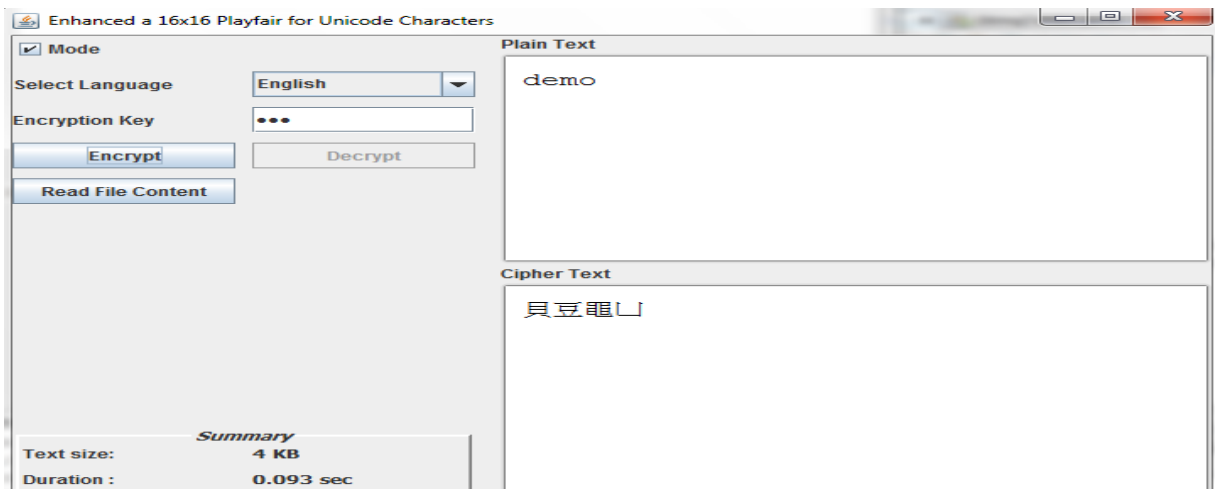 Enhanced a 16x16 Playfair for Unicode Characters
Mode
Select Language English
Encryption Key •••
Encrypt Decrypt
Read File Content
Summary
Text size: 4 KB
Duration : 0.093 sec
Plain Text
demo
Cipher Text
貝豆黽凵